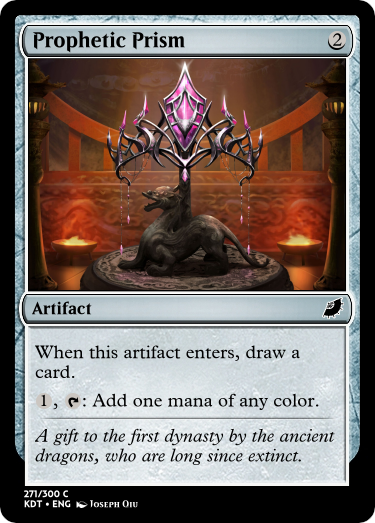 Prophetic Prism 2
Artifact
When this artifact enters, draw a
card.
1, : Add one mana of any color.
A gift to the first dynasty by the ancient
dragons, who are long since extinct.
271/300 C
KDT • ENG Joseph Oiu